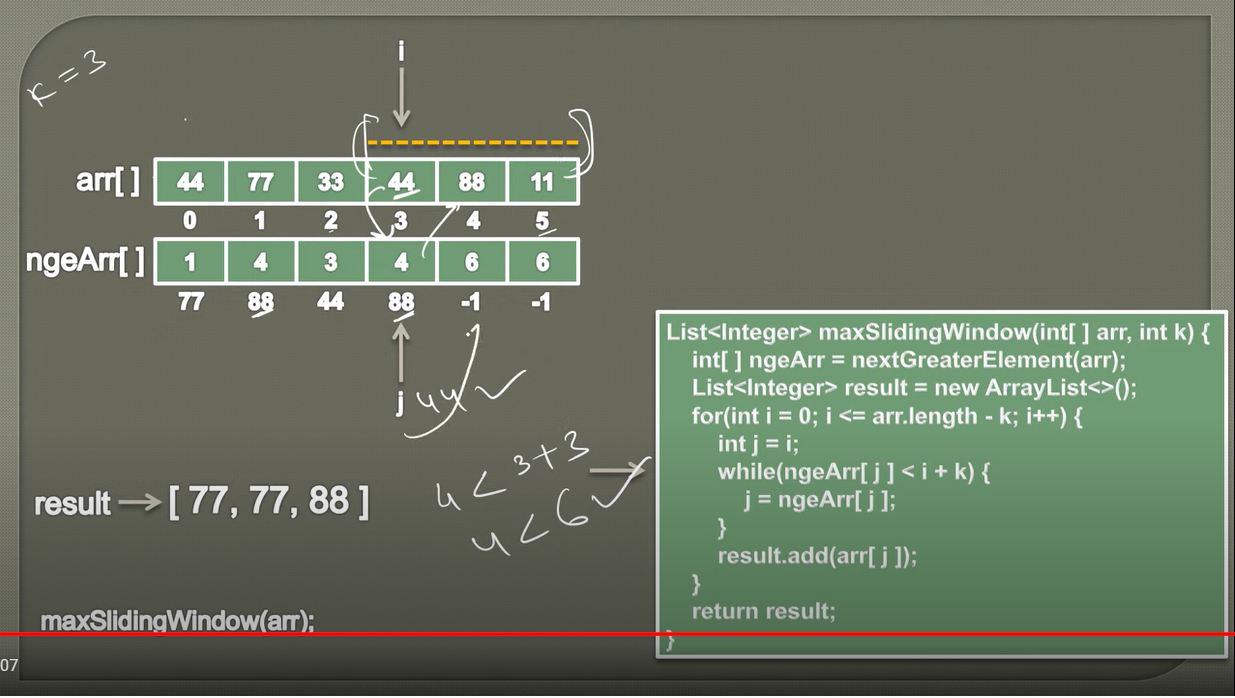 K = 3
i
arr[ ] 44 77 33 44 88 11
0 1 2 3 4 5
ngeArr[ ] 1 4 3 4 6 6
77 88 44 88 -1 -1
j 44
4 < 3+3
4 < 6
result [ 77, 77, 88 ]
maxSlidingWindow(arr);
List<Integer> maxSlidingWindow(int[ ] arr, int k) {
int[ ] ngeArr = nextGreaterElement(arr);
List<Integer> result = new ArrayList<>();
for(int i = 0; i <= arr.length - k; i++) {
int j = i;
while(ngeArr[ j ] < i + k) {
j = ngeArr[ j ];
}
result.add(arr[ j ]);
}
return result;
}
07